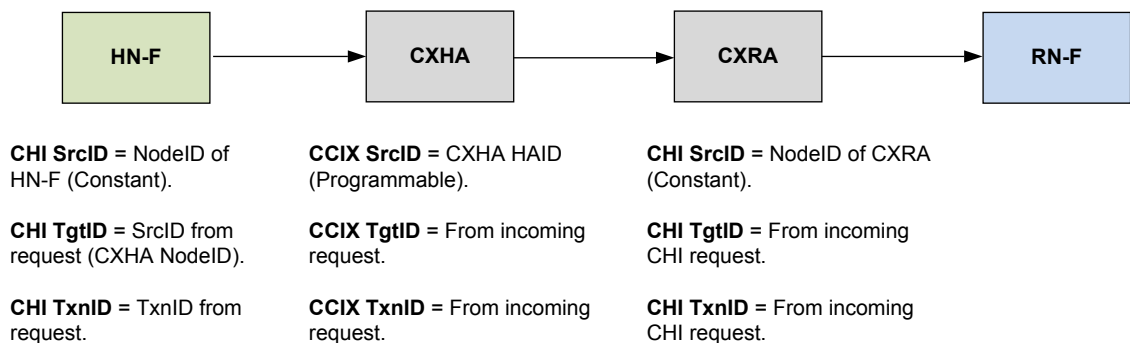 HN-F
CXHA
CXRA
RN-F
CHI SrcID = NodeID of
HN-F (Constant).
CHI TgtID = SrcID from
request (CXHA NodeID).
CHI TxnID = TxnID from
request.
CCIX SrcID = CXHA HAID
(Programmable).
CCIX TgtID = From incoming
request.
CCIX TxnID = From incoming
request.
CHI SrcID = NodeID of CXRA
(Constant).
CHI TgtID = From incoming
CHI request.
CHI TxnID = From incoming
CHI request.